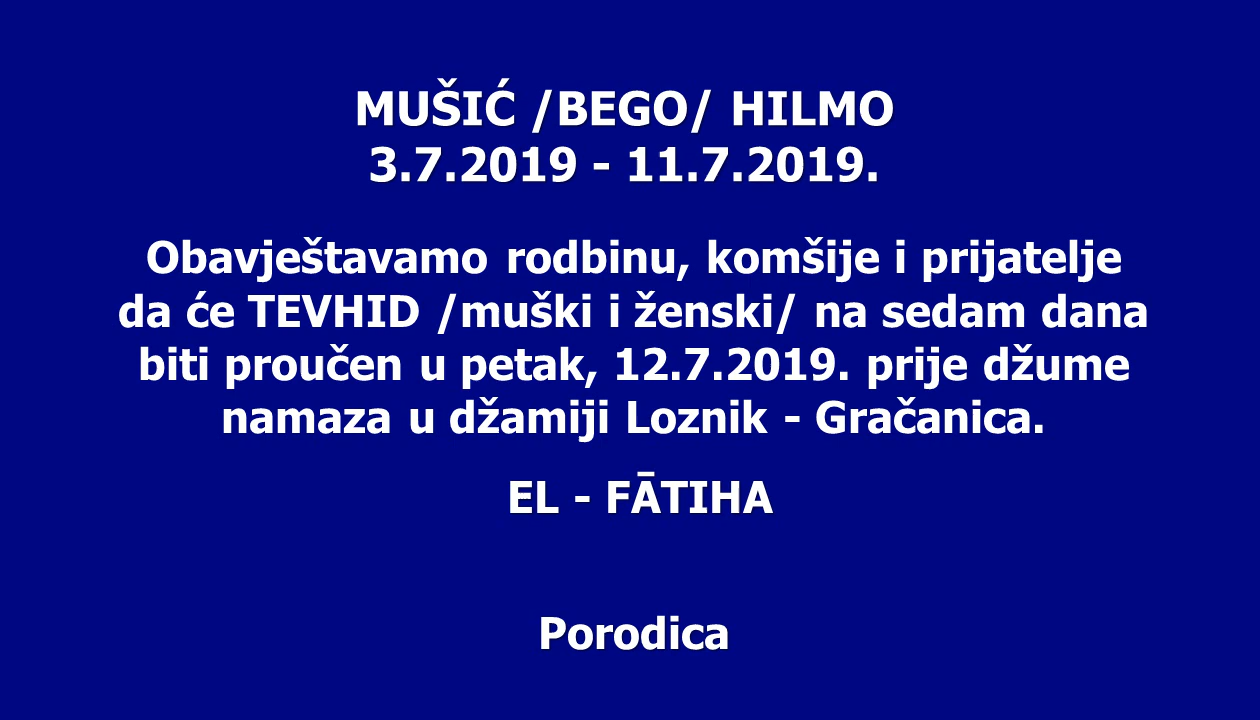 MUŠIĆ /BEGO/ HILMO
3.7.2019 - 11.7.2019.
Obavještavamo rodbinu, komšije i prijatelje
da će TEVHID /muški i ženski/ na sedam dana
biti proučen u petak, 12.7.2019. prije džume
namaza u džamiji Loznik - Gračanica.
EL - FĀTIHA
Porodica